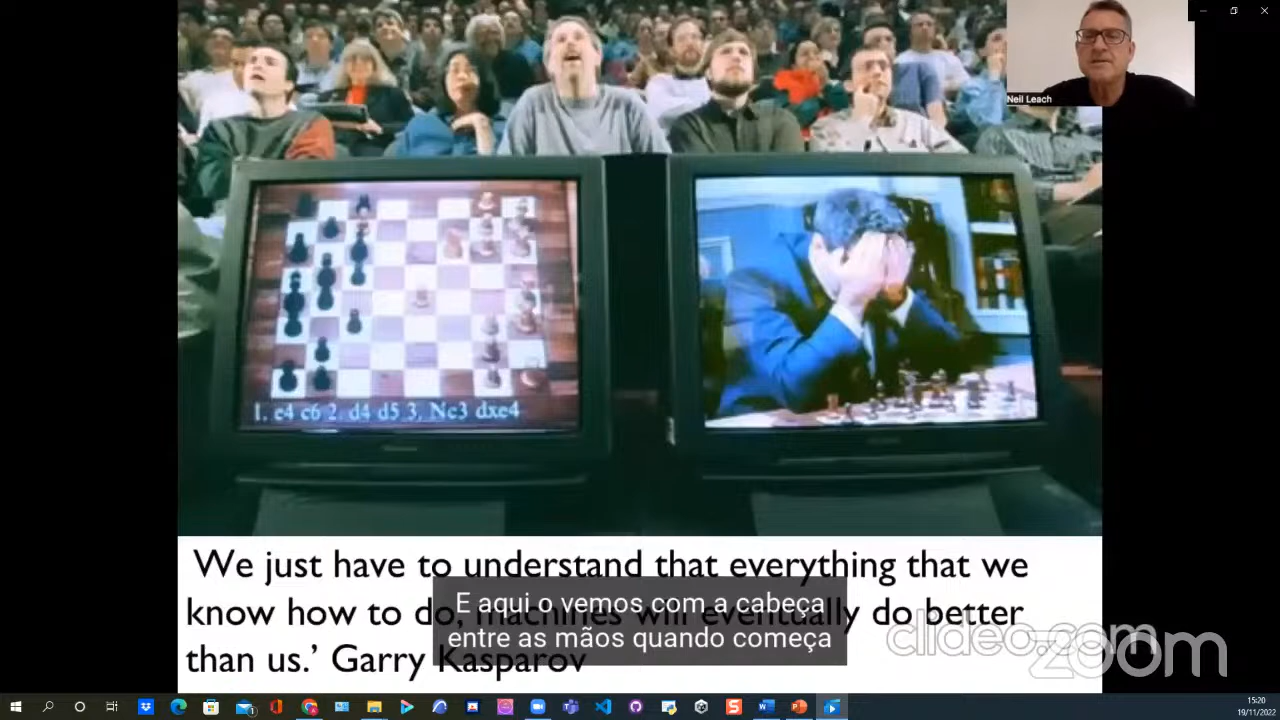 Neil Leach
1. e4 c6 2. d4 d5 3. Nc3 dxe4
'We just have to understand that everything that we
know how to do, machines will eventually do better
than us.' Garry Kasparov
E aqui o vemos com a cabeça
entre as mãos quando começa
clideo.com
zoom
15:20
19/11/2022